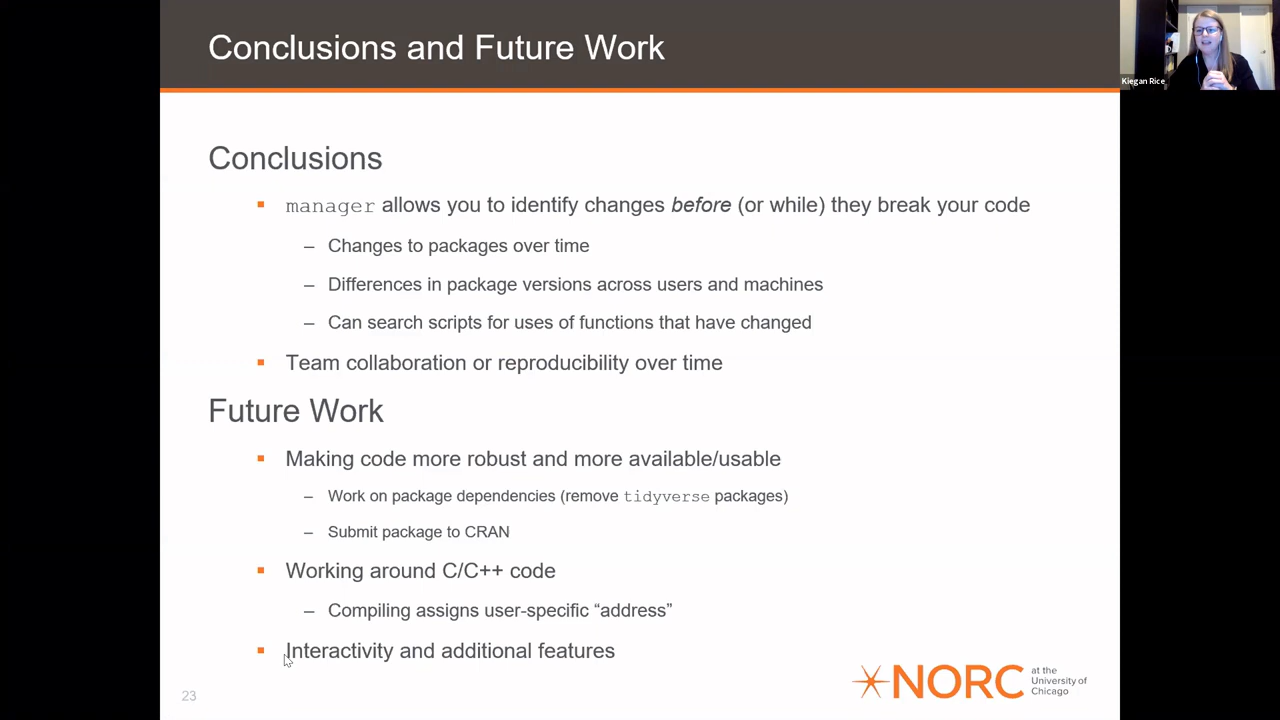 Conclusions and Future Work
Kiegan Rice
Conclusions
manager allows you to identify changes before (or while) they break your code
– Changes to packages over time
– Differences in package versions across users and machines
– Can search scripts for uses of functions that have changed
Team collaboration or reproducibility over time
Future Work
Making code more robust and more available/usable
– Work on package dependencies (remove tidyverse packages)
– Submit package to CRAN
Working around C/C++ code
– Compiling assigns user-specific “address”
Interactivity and additional features
NORC
at the
University of
Chicago
23